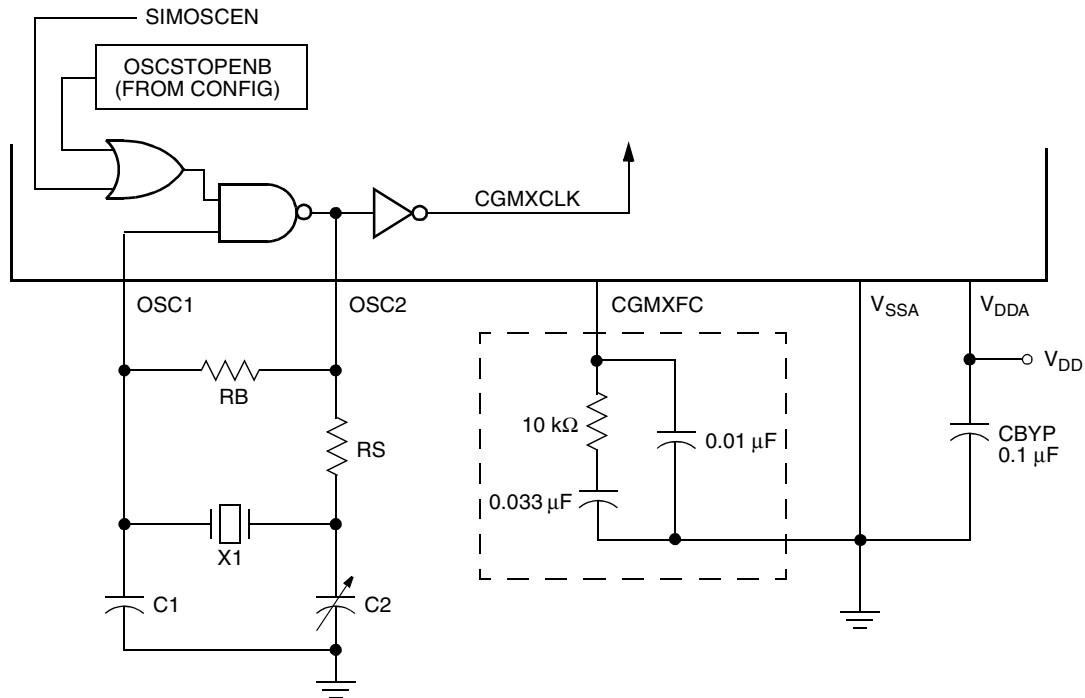 SIMOSCEN
OSCSTOPENB
(FROM CONFIG)
CGMXCLK
OSC1
OSC2
CGMXFC
VSSA
VDDA
VDD
RB
10 kΩ
0.01 μF
CBYP
0.1 μF
RS
0.033 μF
X1
C1
C2